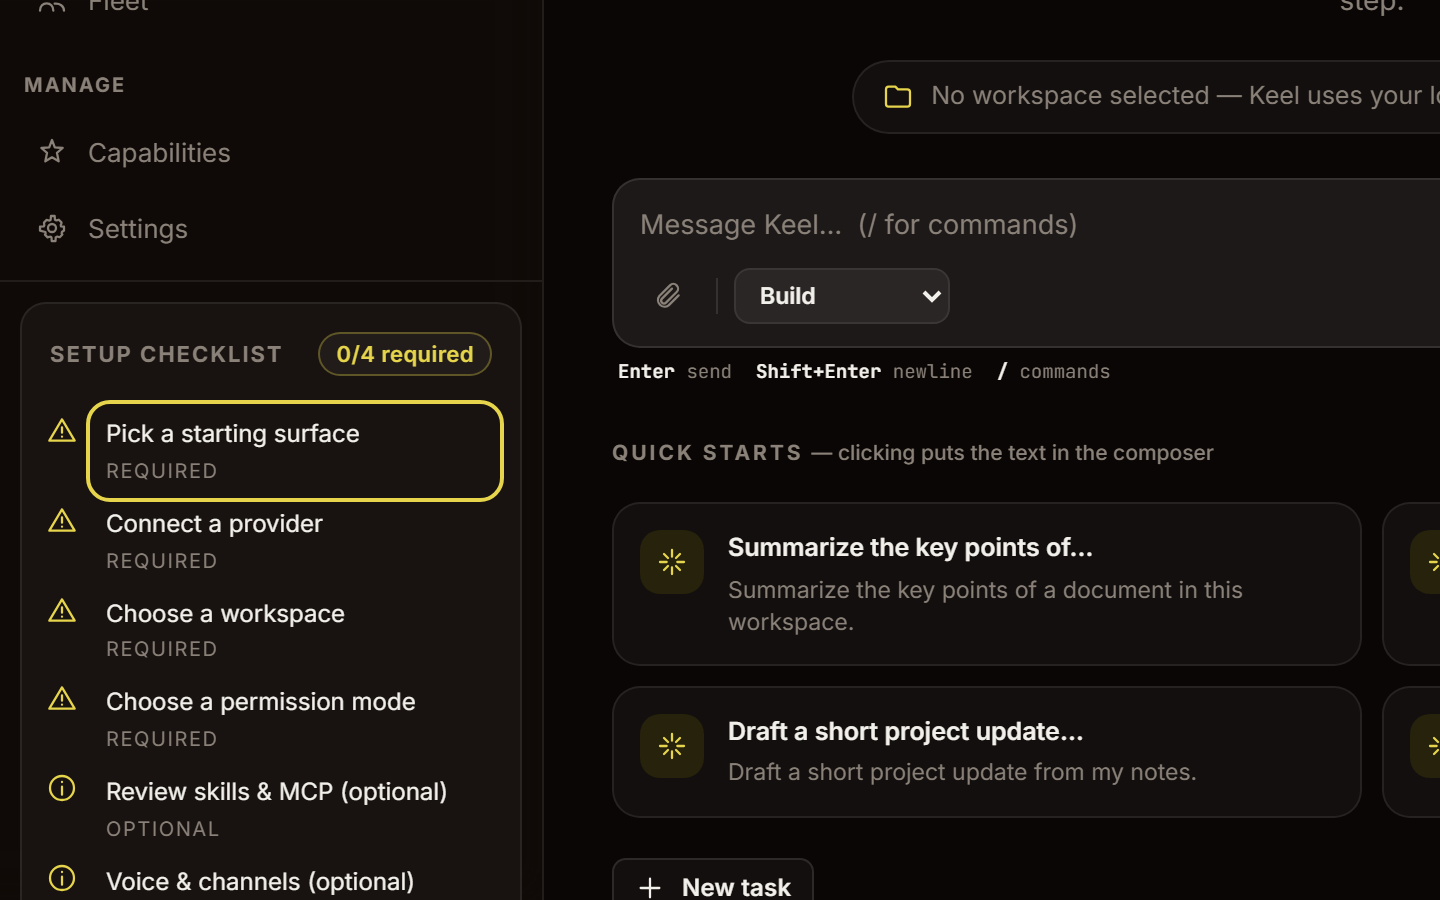 Fleet
MANAGE
Capabilities
Settings
SETUP CHECKLIST
0/4 required
Pick a starting surface
REQUIRED
Connect a provider
REQUIRED
Choose a workspace
REQUIRED
Choose a permission mode
REQUIRED
Review skills & MCP (optional)
OPTIONAL
Voice & channels (optional)
step.
No workspace selected — Keel uses your
Message Keel... (/ for commands)
Build
Enter send Shift+Enter newline / commands
QUICK STARTS — clicking puts the text in the composer
Summarize the key points of...
Summarize the key points of a document in this
workspace.
Draft a short project update...
Draft a short project update from my notes.
New task